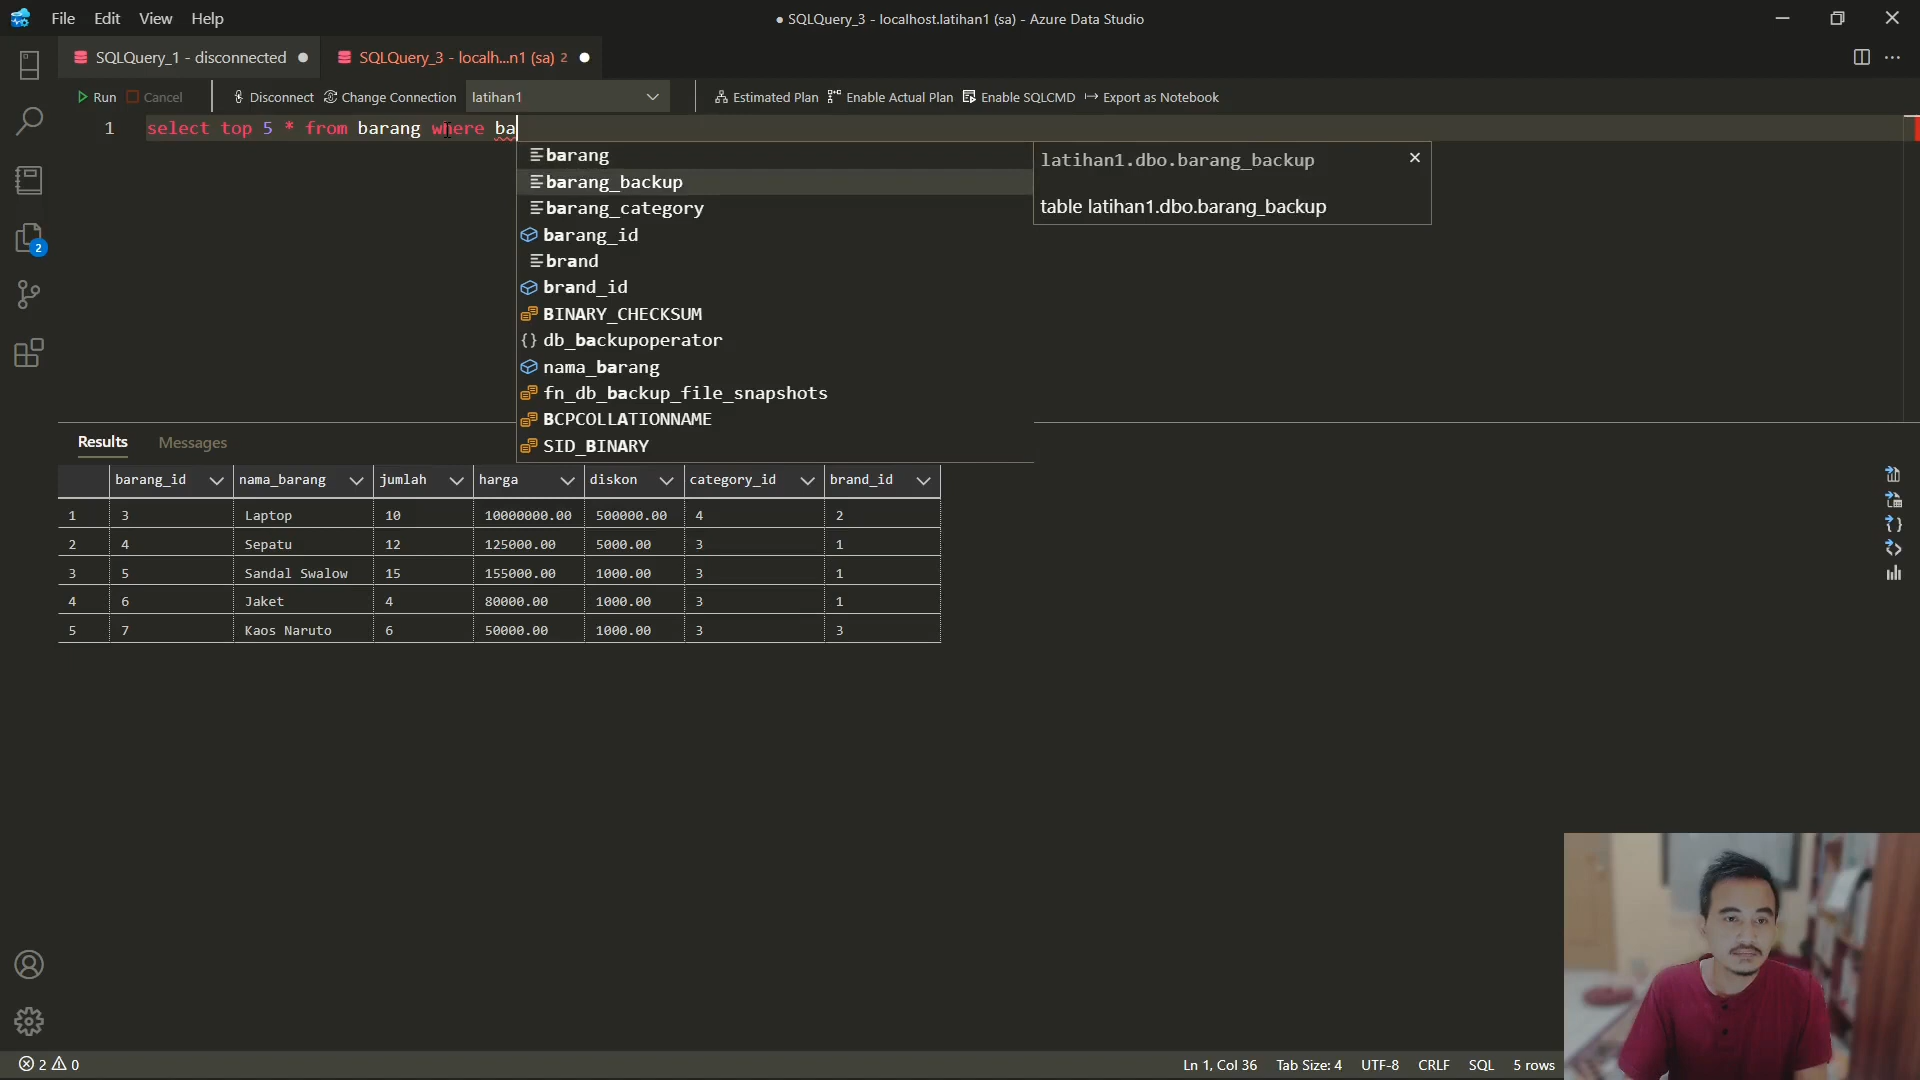 File Edit View Help
● SQLQuery_3 - localhost.latihan1 (sa) - Azure Data Studio
SQLQuery_1 - disconnected
SQLQuery_3 - localh...n1 (sa) 2
Run Cancel Disconnect Change Connection latihan1 Estimated Plan Enable Actual Plan Enable SQLCMD Export as Notebook
1 select top 5 * from barang where ba
barang
barang_backup
barang_category
barang_id
brand
brand_id
BINARY_CHECKSUM
db_backupoperator
nama_barang
fn_db_backup_file_snapshots
BCPCOLLATIONNAME
SID_BINARY
latihan1.dbo.barang_backup
table latihan1.dbo.barang_backup
2
Results Messages
barang_id nama_barang jumlah harga diskon category_id brand_id
1 3 Laptop 10 10000000.00 500000.00 4 2
2 4 Sepatu 12 125000.00 5000.00 3 1
3 5 Sandal Swalow 15 155000.00 1000.00 3 1
4 6 Jaket 4 80000.00 1000.00 3 1
5 7 Kaos Naruto 6 50000.00 1000.00 3 3
2 0
Ln 1, Col 36 Tab Size: 4 UTF-8 CRLF SQL 5 rows